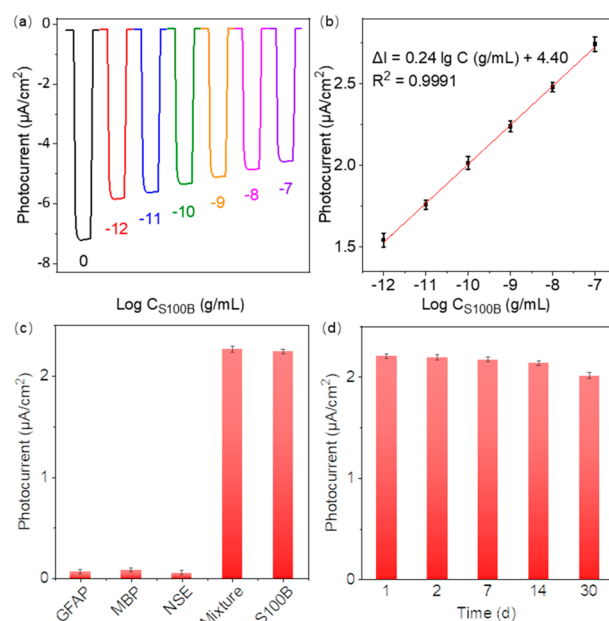 (a)
Photocurrent (μA/cm²)
0
-2
-4
-6
-8
0
-12
-11
-10
-9
-8
-7
Log C_S100B (g/mL)
(b)
Photocurrent (μA/cm²)
2.5
2.0
1.5
ΔI = 0.24 lg C (g/mL) + 4.40
R² = 0.9991
-12 -11 -10 -9 -8 -7
Log C_S100B (g/mL)
(c)
Photocurrent (μA/cm²)
2
1
0
GFAP MBP NSE Mixture S100B
(d)
Photocurrent (μA/cm²)
2
1
0
1 2 7 14 30
Time (d)